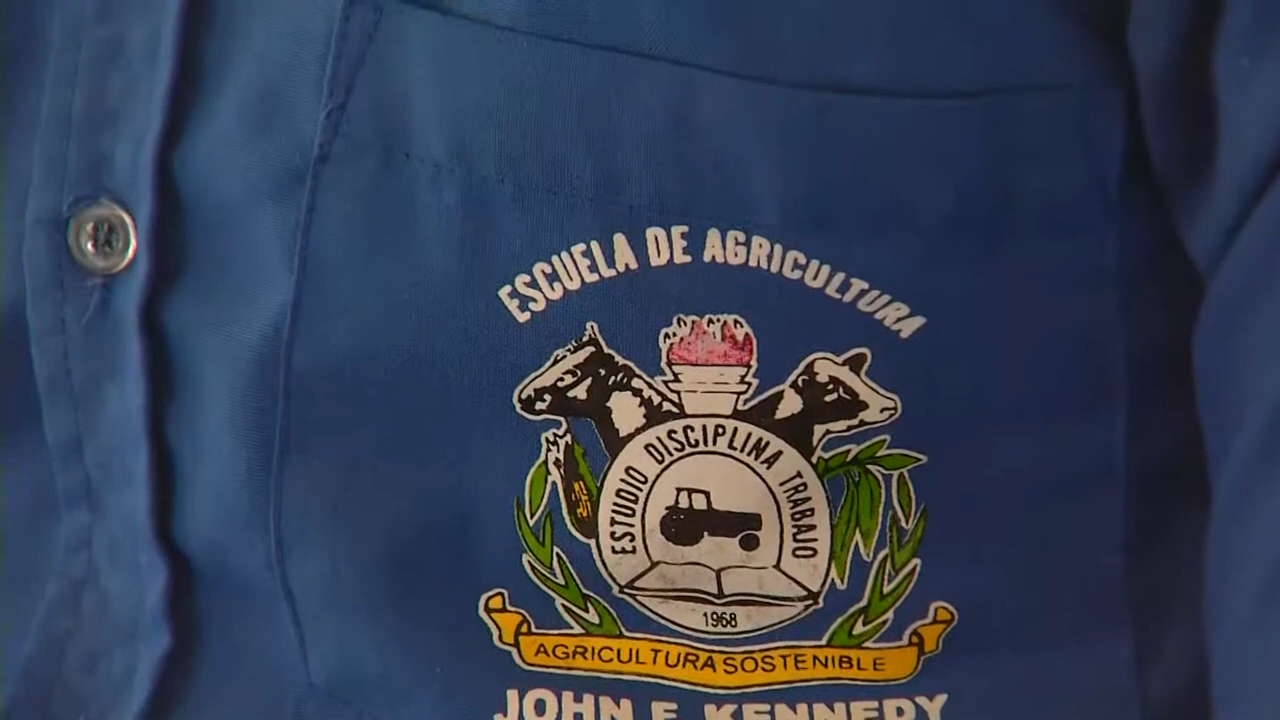 ESCUELA DE AGRICULTURA
ESTUDIO DISCIPLINA TRABAJO
1968
AGRICULTURA SOSTENIBLE
JOHN F. KENNEDY